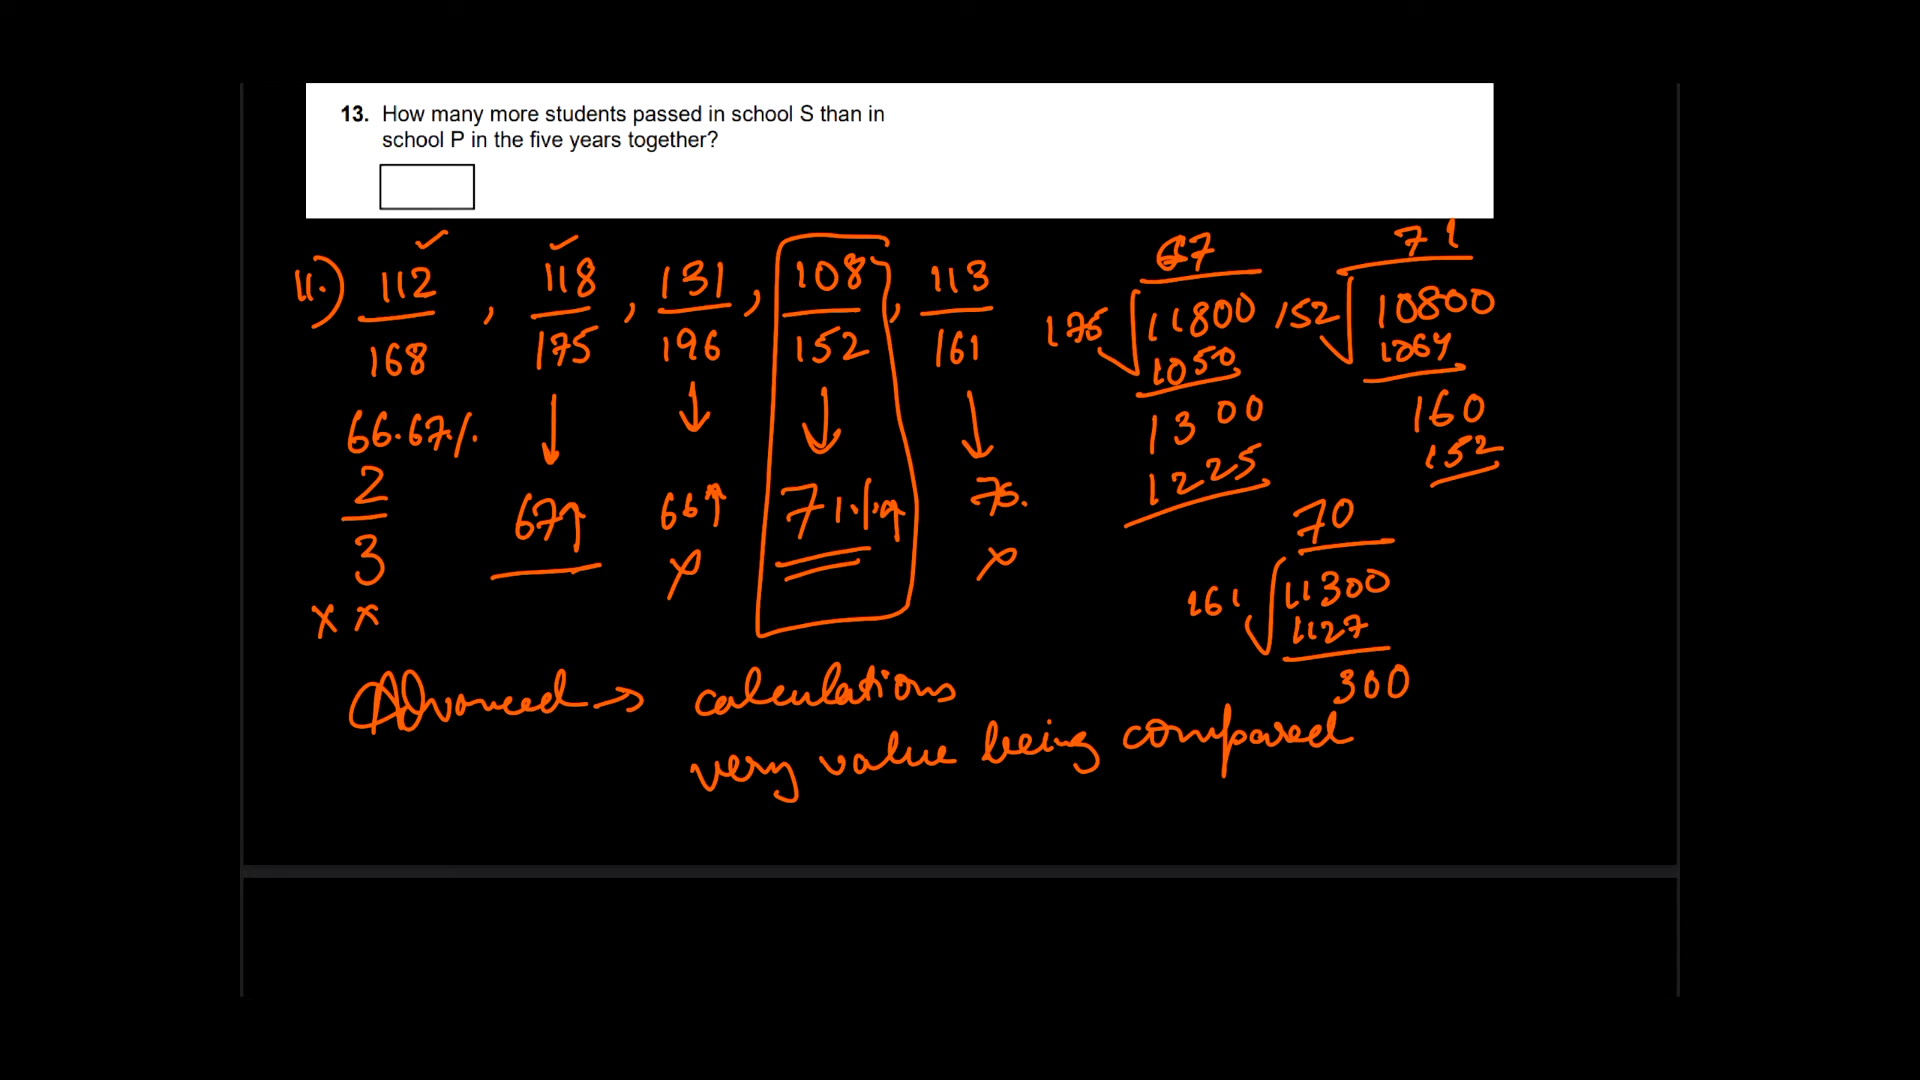 13. How many more students passed in school S than in
school P in the five years together?
11.) 112/168 , 118/175 , 131/196 , 108/152 , 113/161
66.67%
2/3
67↑ 66↑ 71.% 70.
67
175 √11800
1050
1300
1225
71
152 √10800
1064
160
152
70
161 √11300
1127
300
Advanced → calculations
very value being compared